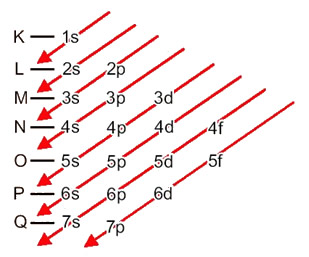 K — 1s
L — 2s 2p
M — 3s 3p 3d
N — 4s 4p 4d 4f
O — 5s 5p 5d 5f
P — 6s 6p 6d
Q — 7s 7p